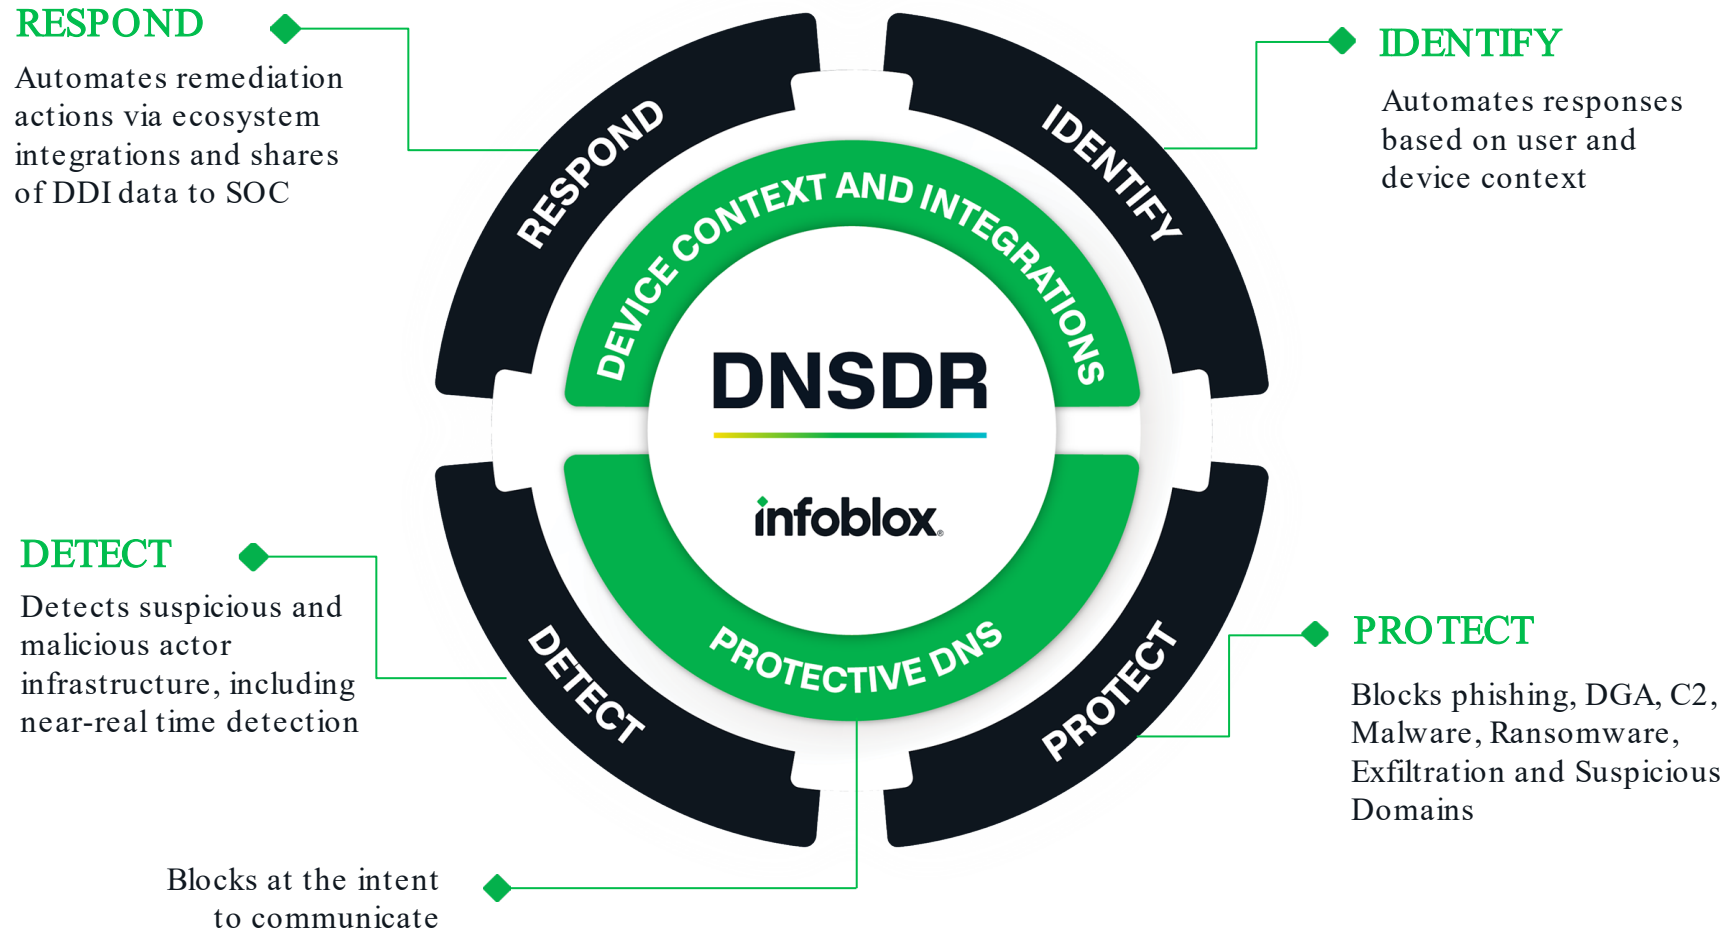 RESPOND
Automates remediation
actions via ecosystem
integrations and shares
of DDI data to SOC
IDENTIFY
Automates responses
based on user and
device context
RESPOND
IDENTIFY
DEVICE CONTEXT AND INTEGRATIONS
DNSDR
infoblox®
DETECT
Detects suspicious and
malicious actor
infrastructure, including
near-real time detection
DETECT
PROTECTIVE DNS
PROTECT
PROTECT
Blocks phishing, DGA, C2,
Malware, Ransomware,
Exfiltration and Suspicious
Domains
Blocks at the intent
to communicate